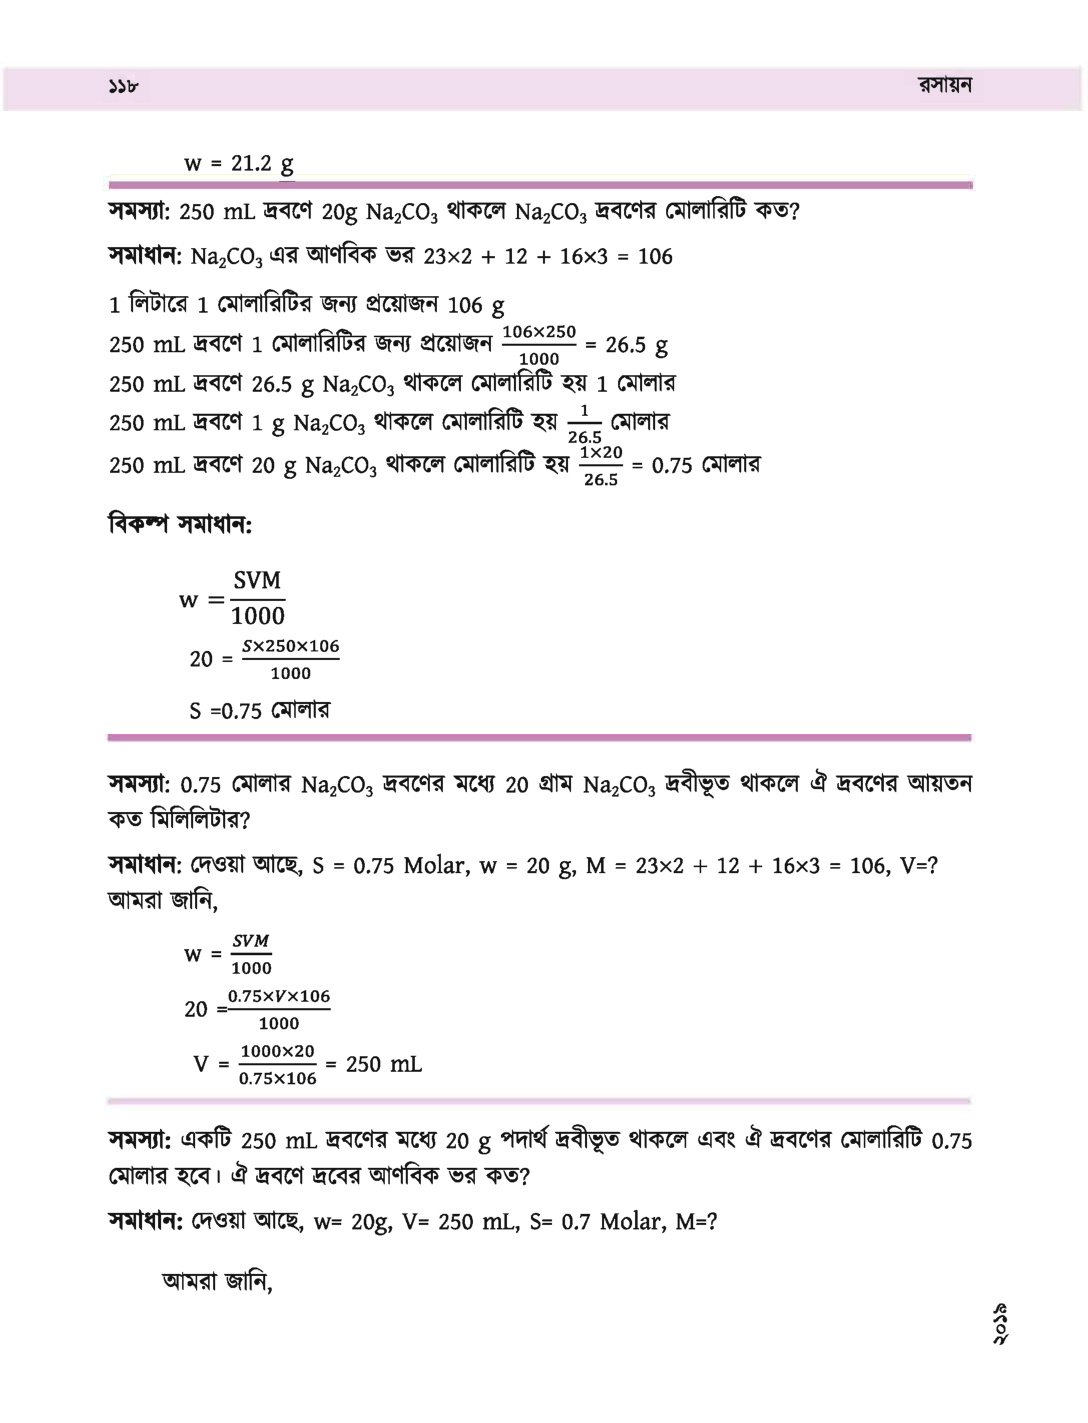 ১১৮ রসায়ন
w = 21.2 g
সমস্যা: 250 mL দ্রবণে 20g Na₂CO₃ থাকলে Na₂CO₃ দ্রবণের মোলারিটি কত?
সমাধান: Na₂CO₃ এর আণবিক ভর 23×2 + 12 + 16×3 = 106
1 লিটারে 1 মোলারিটির জন্য প্রয়োজন 106 g
250 mL দ্রবণে 1 মোলারিটির জন্য প্রয়োজন 106×250/1000 = 26.5 g
250 mL দ্রবণে 26.5 g Na₂CO₃ থাকলে মোলারিটি হয় 1 মোলার
250 mL দ্রবণে 1 g Na₂CO₃ থাকলে মোলারিটি হয় 1/26.5 মোলার
250 mL দ্রবণে 20 g Na₂CO₃ থাকলে মোলারিটি হয় 1×20/26.5 = 0.75 মোলার
বিকল্প সমাধান:
w = SVM/1000
20 = S×250×106/1000
S =0.75 মোলার
সমস্যা: 0.75 মোলার Na₂CO₃ দ্রবণের মধ্যে 20 গ্রাম Na₂CO₃ দ্রবীভূত থাকলে ঐ দ্রবণের আয়তন
কত মিলিলিটার?
সমাধান: দেওয়া আছে, S = 0.75 Molar, w = 20 g, M = 23×2 + 12 + 16×3 = 106, V=?
আমরা জানি,
w = SVM/1000
20 = 0.75×V×106/1000
V = 1000×20/0.75×106 = 250 mL
সমস্যা: একটি 250 mL দ্রবণের মধ্যে 20 g পদার্থ দ্রবীভূত থাকলে এবং ঐ দ্রবণের মোলারিটি 0.75
মোলার হবে। ঐ দ্রবণে দ্রবের আণবিক ভর কত?
সমাধান: দেওয়া আছে, w= 20g, V= 250 mL, S= 0.7 Molar, M=?
আমরা জানি,
২০১৯